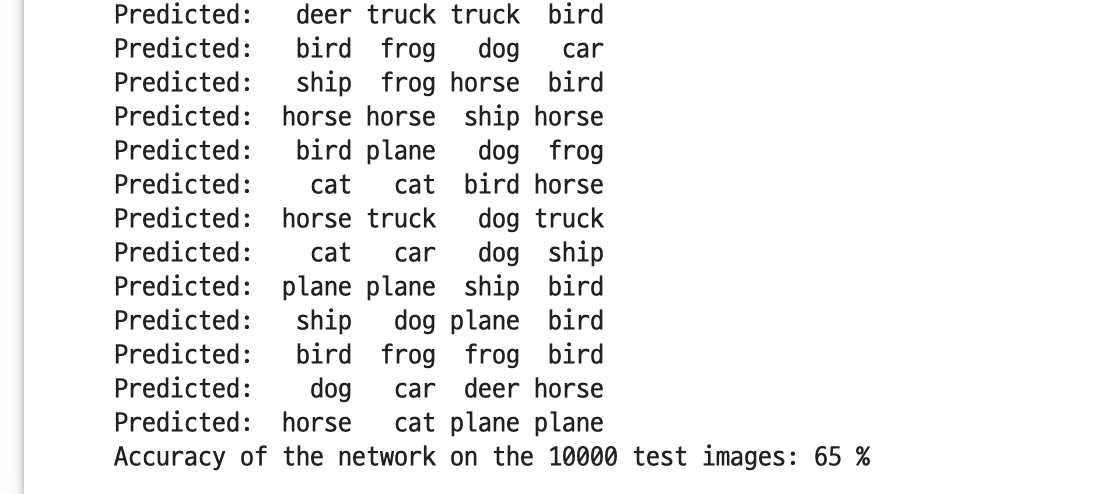 Predicted:   deer truck truck  bird
Predicted:   bird  frog   dog   car
Predicted:   ship  frog horse  bird
Predicted:  horse horse  ship horse
Predicted:   bird plane   dog  frog
Predicted:    cat   cat  bird horse
Predicted:  horse truck   dog truck
Predicted:    cat   car   dog  ship
Predicted:  plane plane  ship  bird
Predicted:   ship   dog plane  bird
Predicted:   bird  frog  frog  bird
Predicted:    dog   car  deer horse
Predicted:  horse   cat plane plane
Accuracy of the network on the 10000 test images: 65 %